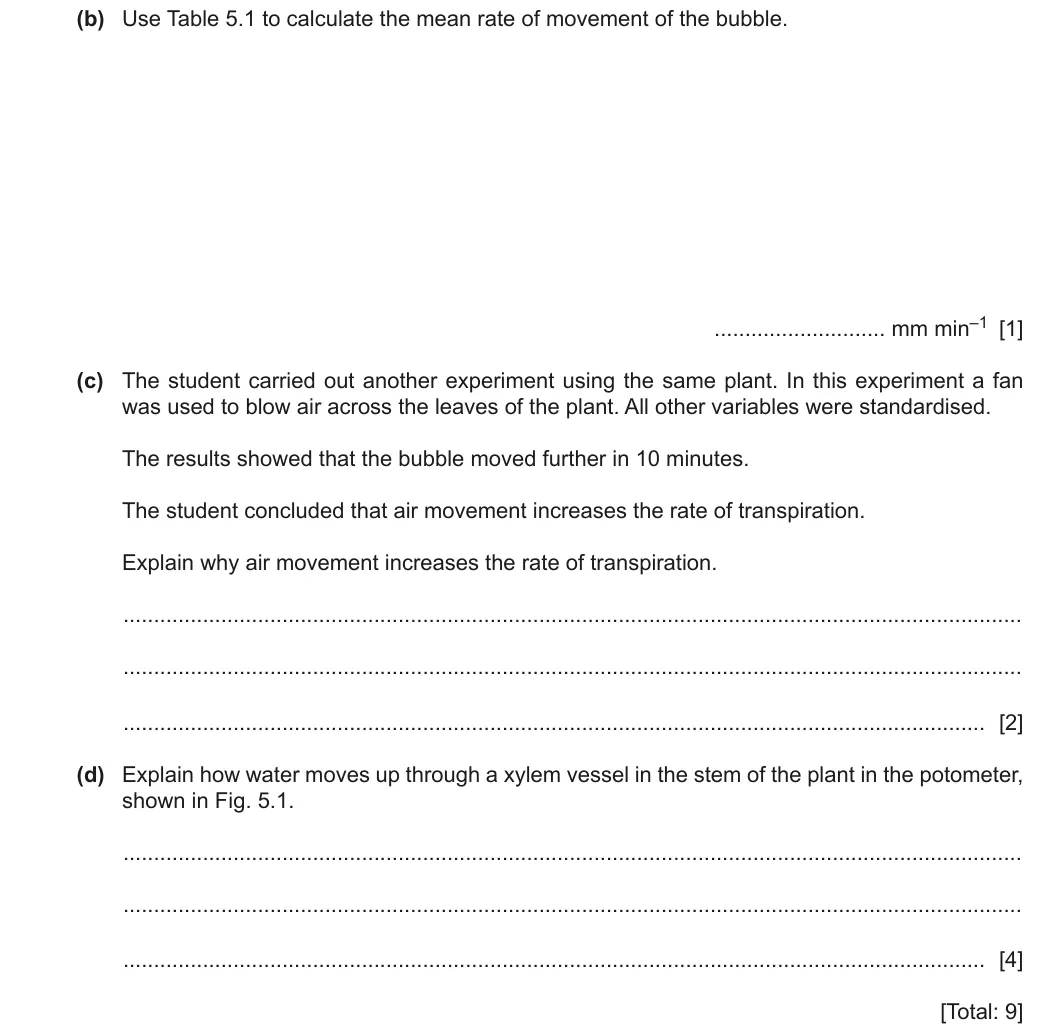 (b) Use Table 5.1 to calculate the mean rate of movement of the bubble.
............................ mm min⁻¹ [1]
(c) The student carried out another experiment using the same plant. In this experiment a fan
was used to blow air across the leaves of the plant. All other variables were standardised.
The results showed that the bubble moved further in 10 minutes.
The student concluded that air movement increases the rate of transpiration.
Explain why air movement increases the rate of transpiration.
....................................................................................................................................................
....................................................................................................................................................
.............................................................................................................................................. [2]
(d) Explain how water moves up through a xylem vessel in the stem of the plant in the potometer,
shown in Fig. 5.1.
....................................................................................................................................................
....................................................................................................................................................
.............................................................................................................................................. [4]
[Total: 9]